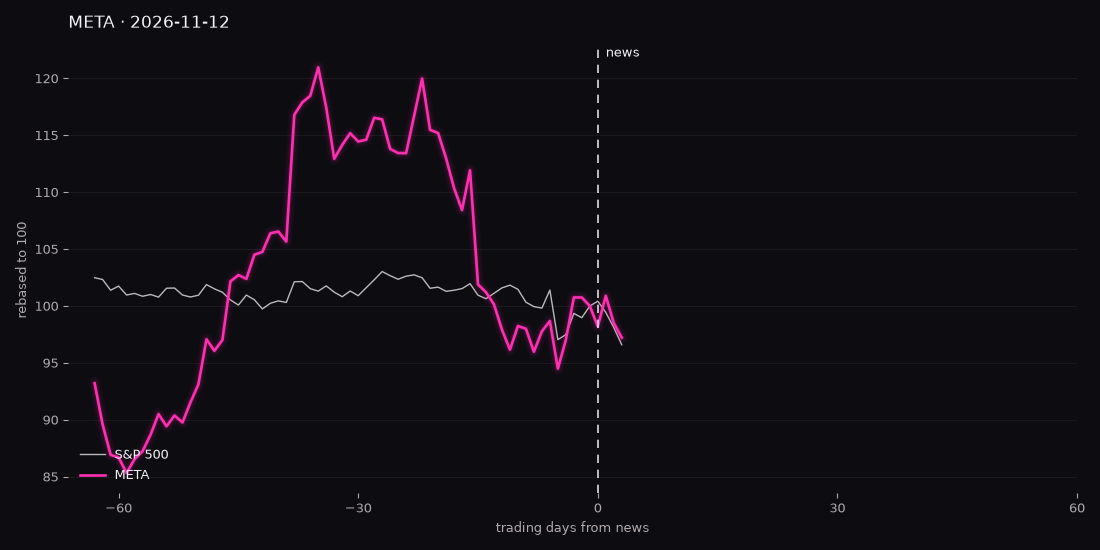 META · 2026-11-12
news
rebased to 100
120
115
110
105
100
95
90
85
S&P 500
META
−60
−30
0
30
60
trading days from news